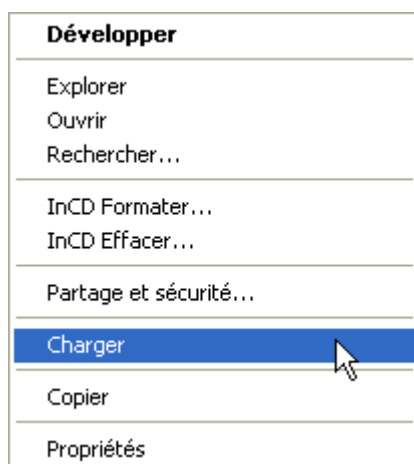 Développer
Explorer
Ouvrir
Rechercher...
InCD Formater...
InCD Effacer...
Partage et sécurité...
Charger
Copier
Propriétés